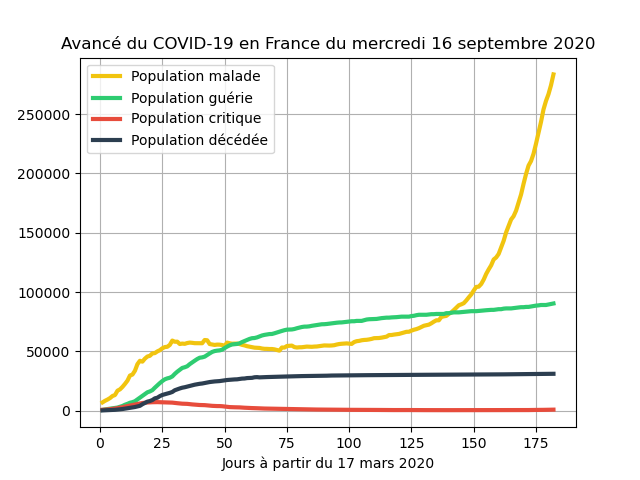 Avancé du COVID-19 en France du mercredi 16 septembre 2020
Population malade
Population guérie
Population critique
Population décédée
250000
200000
150000
100000
50000
0
0 25 50 75 100 125 150 175
Jours à partir du 17 mars 2020